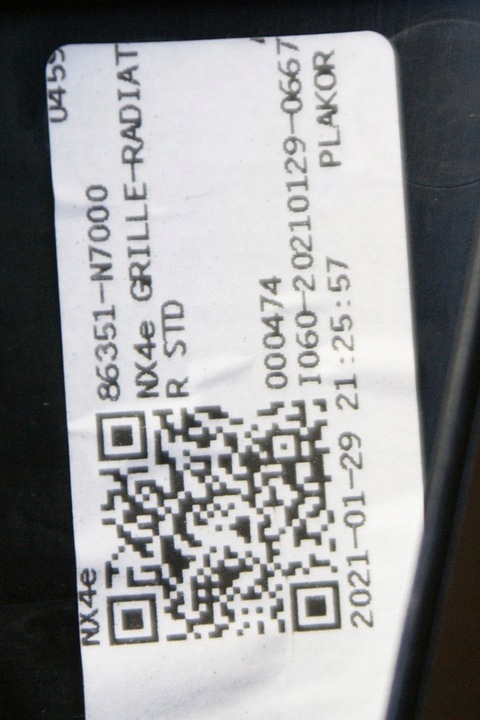 NX4e
U459
86351-N7000
NX4e GRILLE-RADIAT
R STD
000474
I060-20210129-0667
2021-01-29 21:25:57
PLAKOR